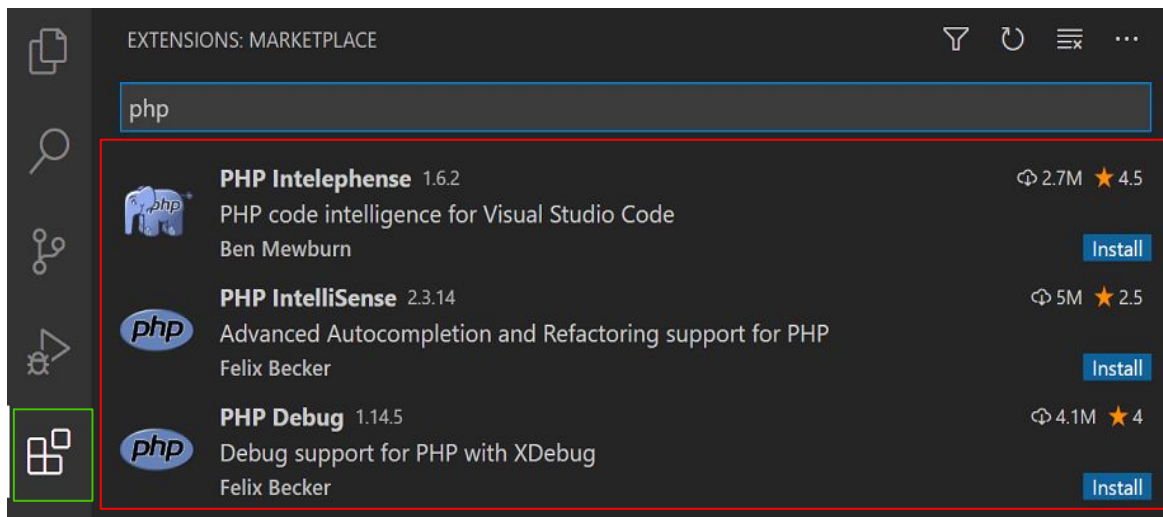 EXTENSIONS: MARKETPLACE
php
php
PHP Intelephense 1.6.2 2.7M 4.5
PHP code intelligence for Visual Studio Code
Ben Mewburn Install
php
PHP IntelliSense 2.3.14 5M 2.5
Advanced Autocompletion and Refactoring support for PHP
Felix Becker Install
php
PHP Debug 1.14.5 4.1M 4
Debug support for PHP with XDebug
Felix Becker Install